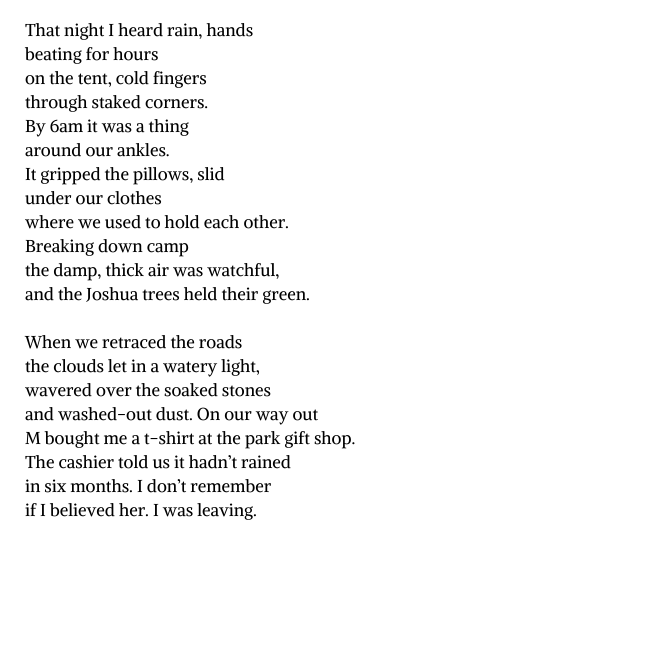 That night I heard rain, hands
beating for hours
on the tent, cold fingers
through staked corners.
By 6am it was a thing
around our ankles.
It gripped the pillows, slid
under our clothes
where we used to hold each other.
Breaking down camp
the damp, thick air was watchful,
and the Joshua trees held their green.

When we retraced the roads
the clouds let in a watery light,
wavered over the soaked stones
and washed-out dust. On our way out
M bought me a t-shirt at the park gift shop.
The cashier told us it hadn’t rained
in six months. I don’t remember
if I believed her. I was leaving.